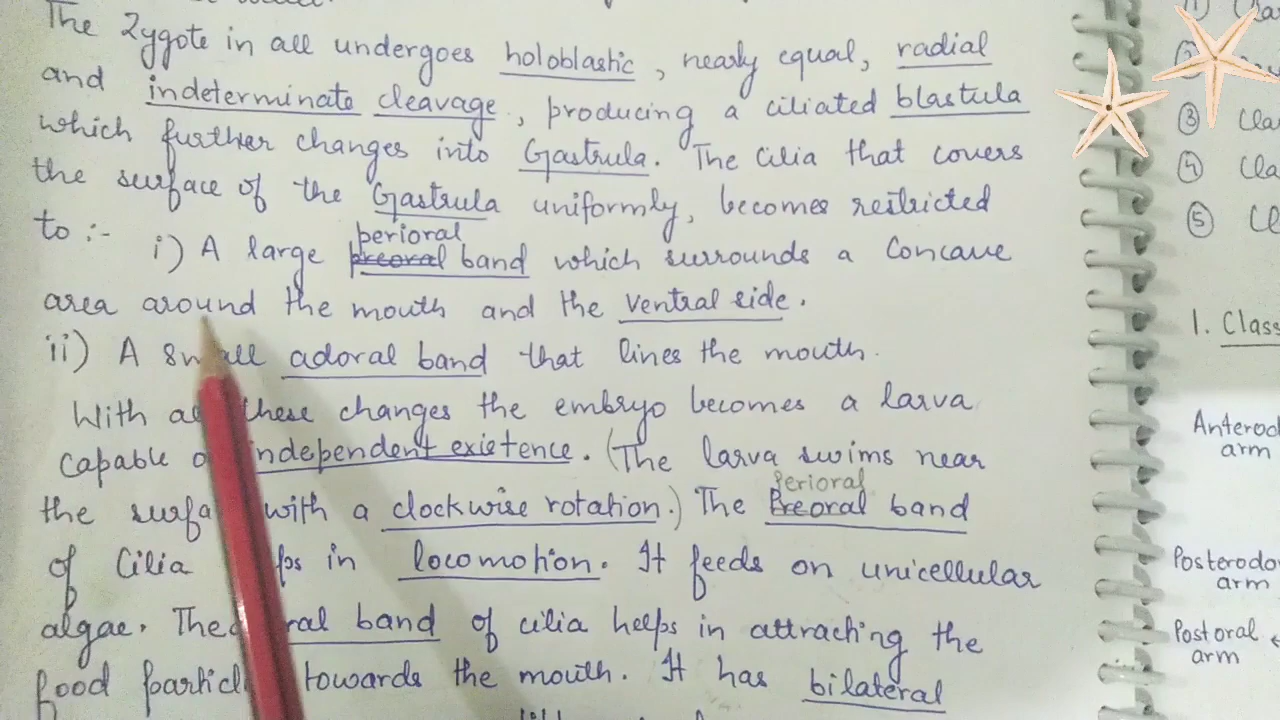 The Zygote in all undergoes holoblastic, nearly equal, radial
and indeterminate cleavage, producing a ciliated blastula
which further changes into Gastrula. The cilia that covers
the surface of the Gastrula uniformly, becomes restricted
to :-
perioral
i) A large preoral band which surrounds a concave
area around the mouth and the ventral side.
ii) A small adoral band that lines the mouth.
With these changes the embryo becomes a larva
capable independent existence. (The larva swims near
Perioral
the with a clockwise rotation.) The Preoral band
of Cilia in locomotion. It feeds on unicellular
algae. The band of cilia helps in attracting the
food towards the mouth. It has bilateral
3
4
5
1. Class
Anterod
arm
Posterodo
arm
Postoral
arm